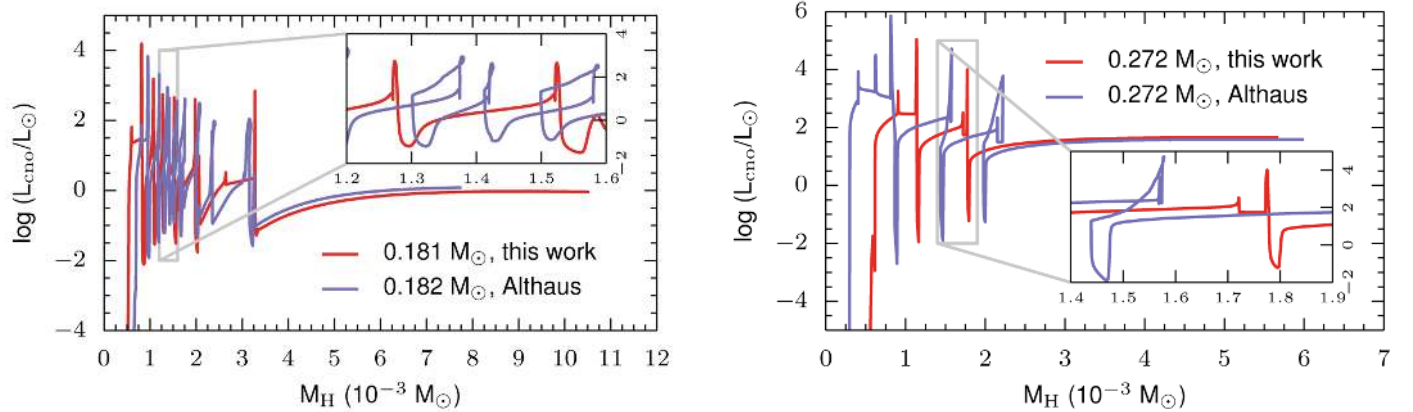 4
2
0
−2
−4
log (L_cno/L_⊙)
0 1 2 3 4 5 6 7 8 9 10 11 12
M_H (10^−3 M_⊙)
4
2
0
−2
1.2 1.3 1.4 1.5 1.6
0.181 M_⊙, this work
0.182 M_⊙, Althaus
6
4
2
0
−2
−4
log (L_cno/L_⊙)
0 1 2 3 4 5 6 7
M_H (10^−3 M_⊙)
0.272 M_⊙, this work
0.272 M_⊙, Althaus
4
2
0
−2
1.4 1.5 1.6 1.7 1.8 1.9